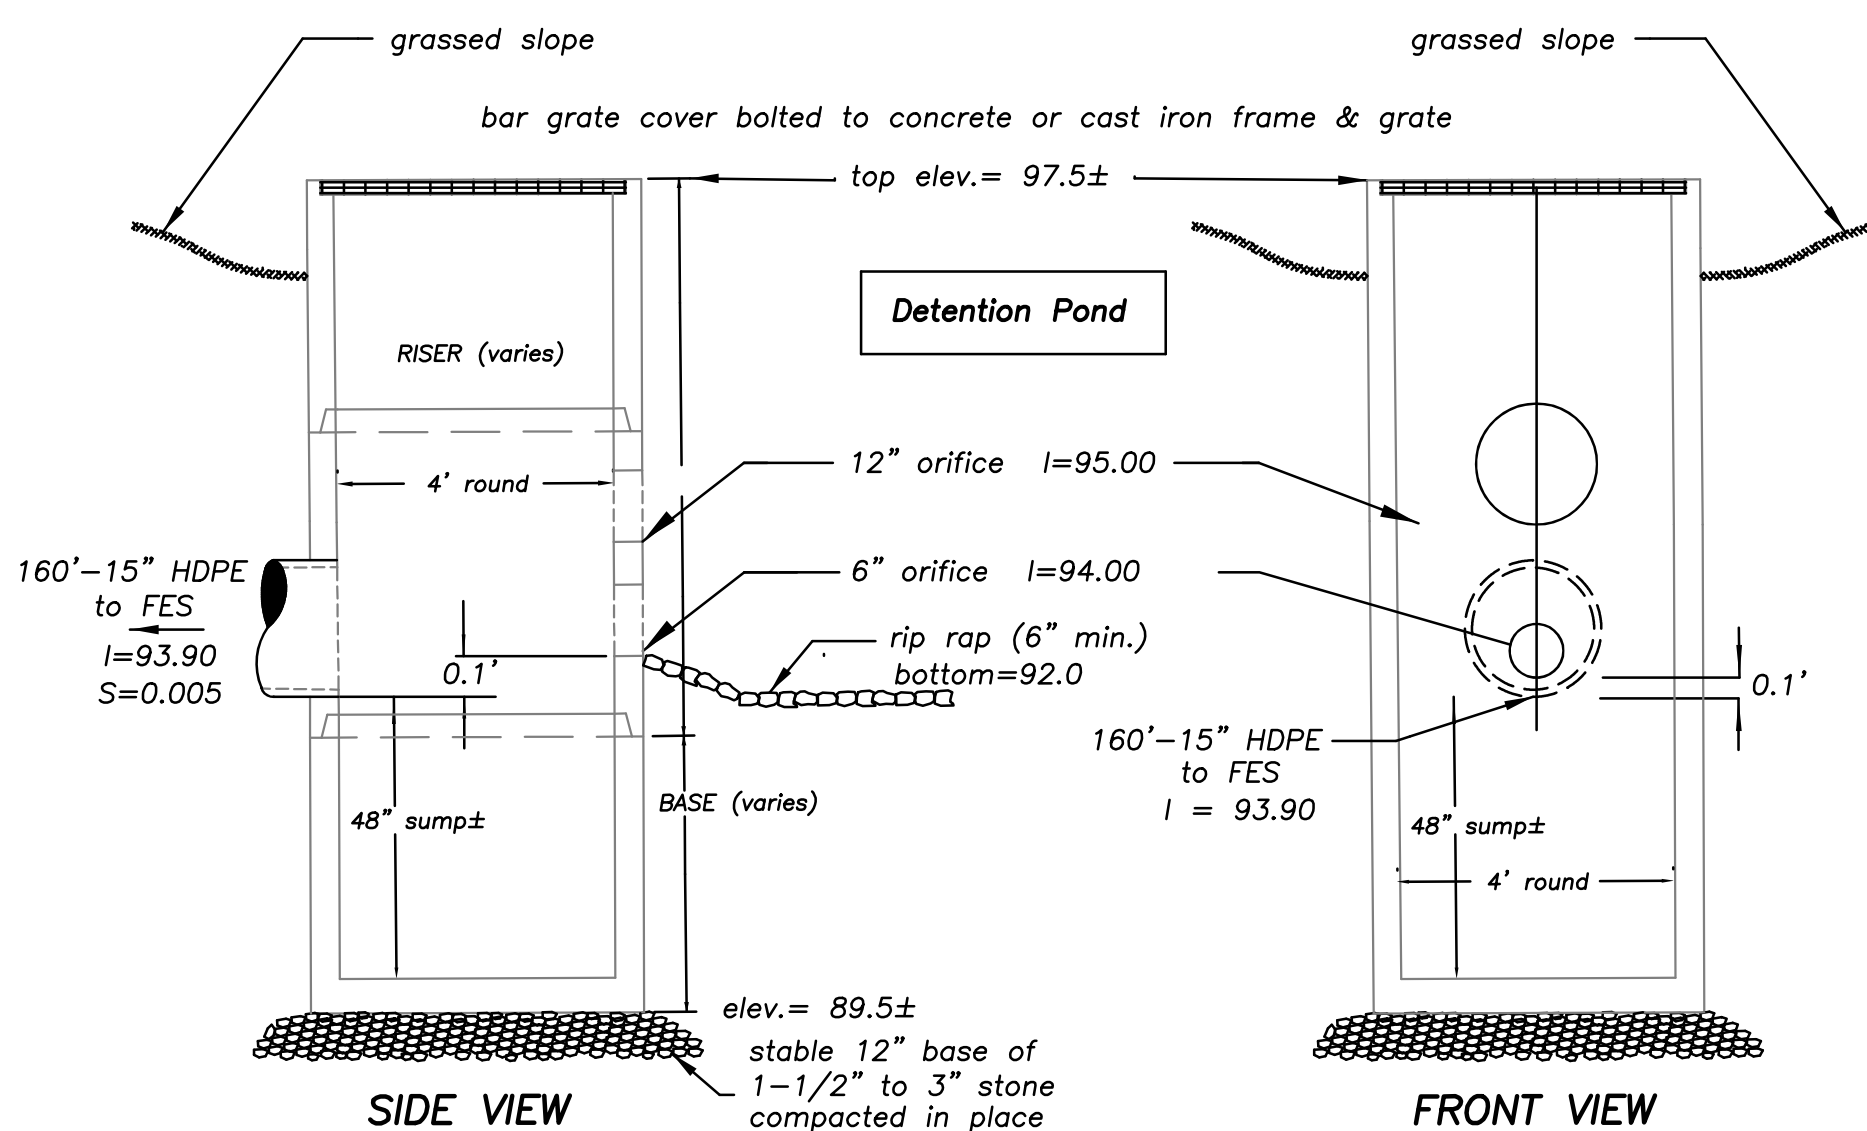 grassed slope
grassed slope
bar grate cover bolted to concrete or cast iron frame & grate
top elev.= 97.5±
Detention Pond
RISER (varies)
12” orifice I=95.00
4’ round
160’-15” HDPE
to FES
I=93.90
S=0.005
6” orifice I=94.00
rip rap (6” min.)
bottom=92.0
0.1’
0.1’
160’-15” HDPE
to FES
I = 93.90
BASE (varies)
48” sump±
48” sump±
4’ round
elev.= 89.5±
stable 12” base of
1-1/2” to 3” stone
compacted in place
SIDE VIEW
FRONT VIEW